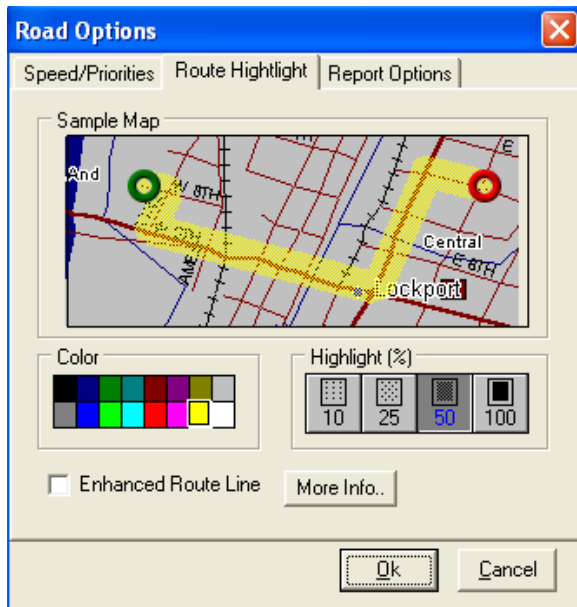 Road Options
Speed/Priorities
Route Hightlight
Report Options
Sample Map
And
W 8TH
Central
E 8TH
AME
Lockport
E
Color
Highlight (%)
10
25
50
100
Enhanced Route Line
More Info..
Ok
Cancel